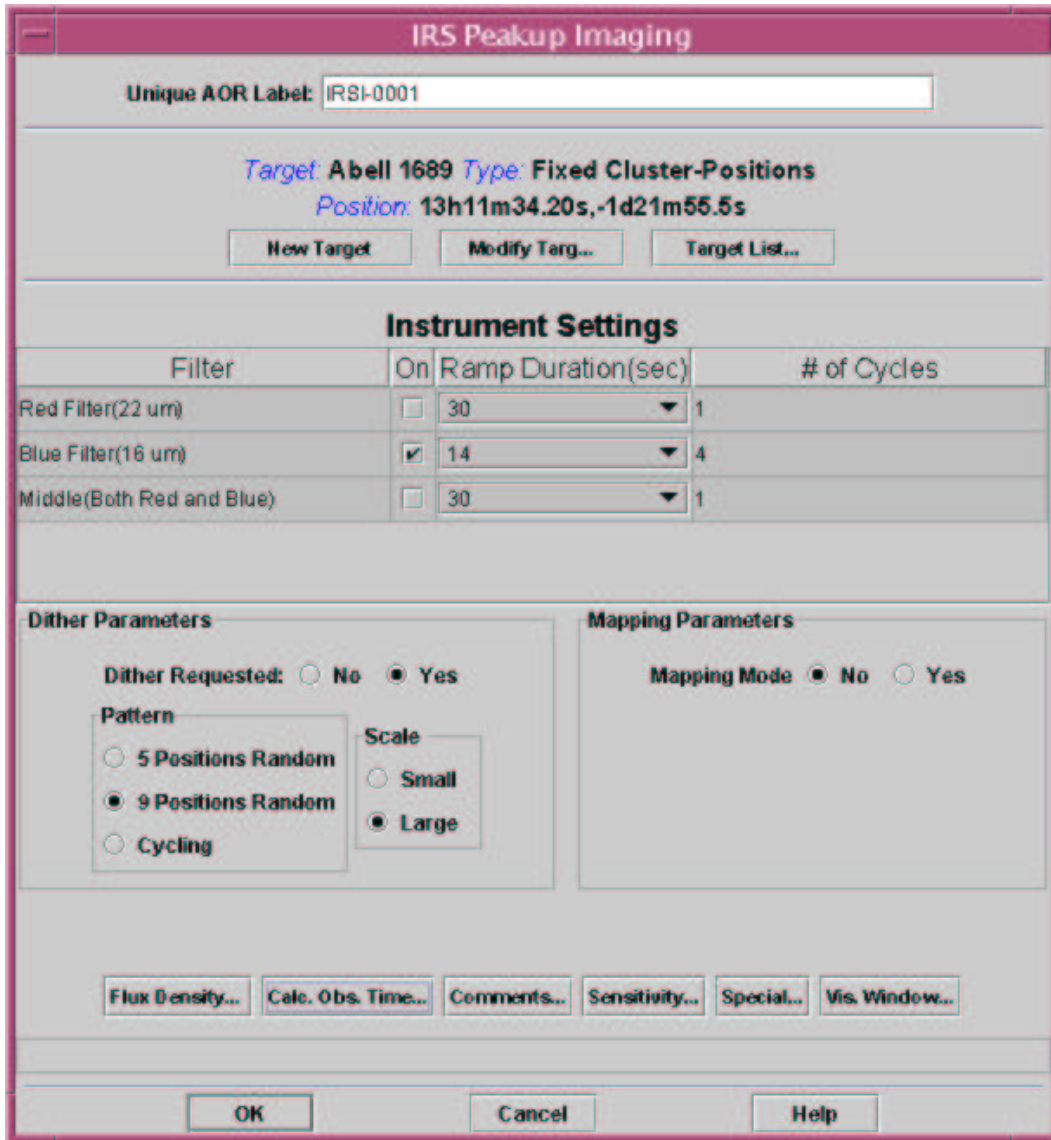 IRS Peakup Imaging
Unique AOR Label: IRSI-0001
Target: Abell 1689 Type: Fixed Cluster-Positions
Position: 13h11m34.20s,-1d21m55.5s
New Target Modify Targ... Target List...
Instrument Settings
Filter On Ramp Duration(sec) # of Cycles
Red Filter(22 um) 30 1
Blue Filter(16 um) 14 4
Middle(Both Red and Blue) 30 1
Dither Parameters
Dither Requested: No Yes
Pattern
5 Positions Random
9 Positions Random
Cycling
Scale
Small
Large
Mapping Parameters
Mapping Mode No Yes
Flux Density... Calc. Obs. Time... Comments... Sensitivity... Special... Vis. Window...
OK Cancel Help